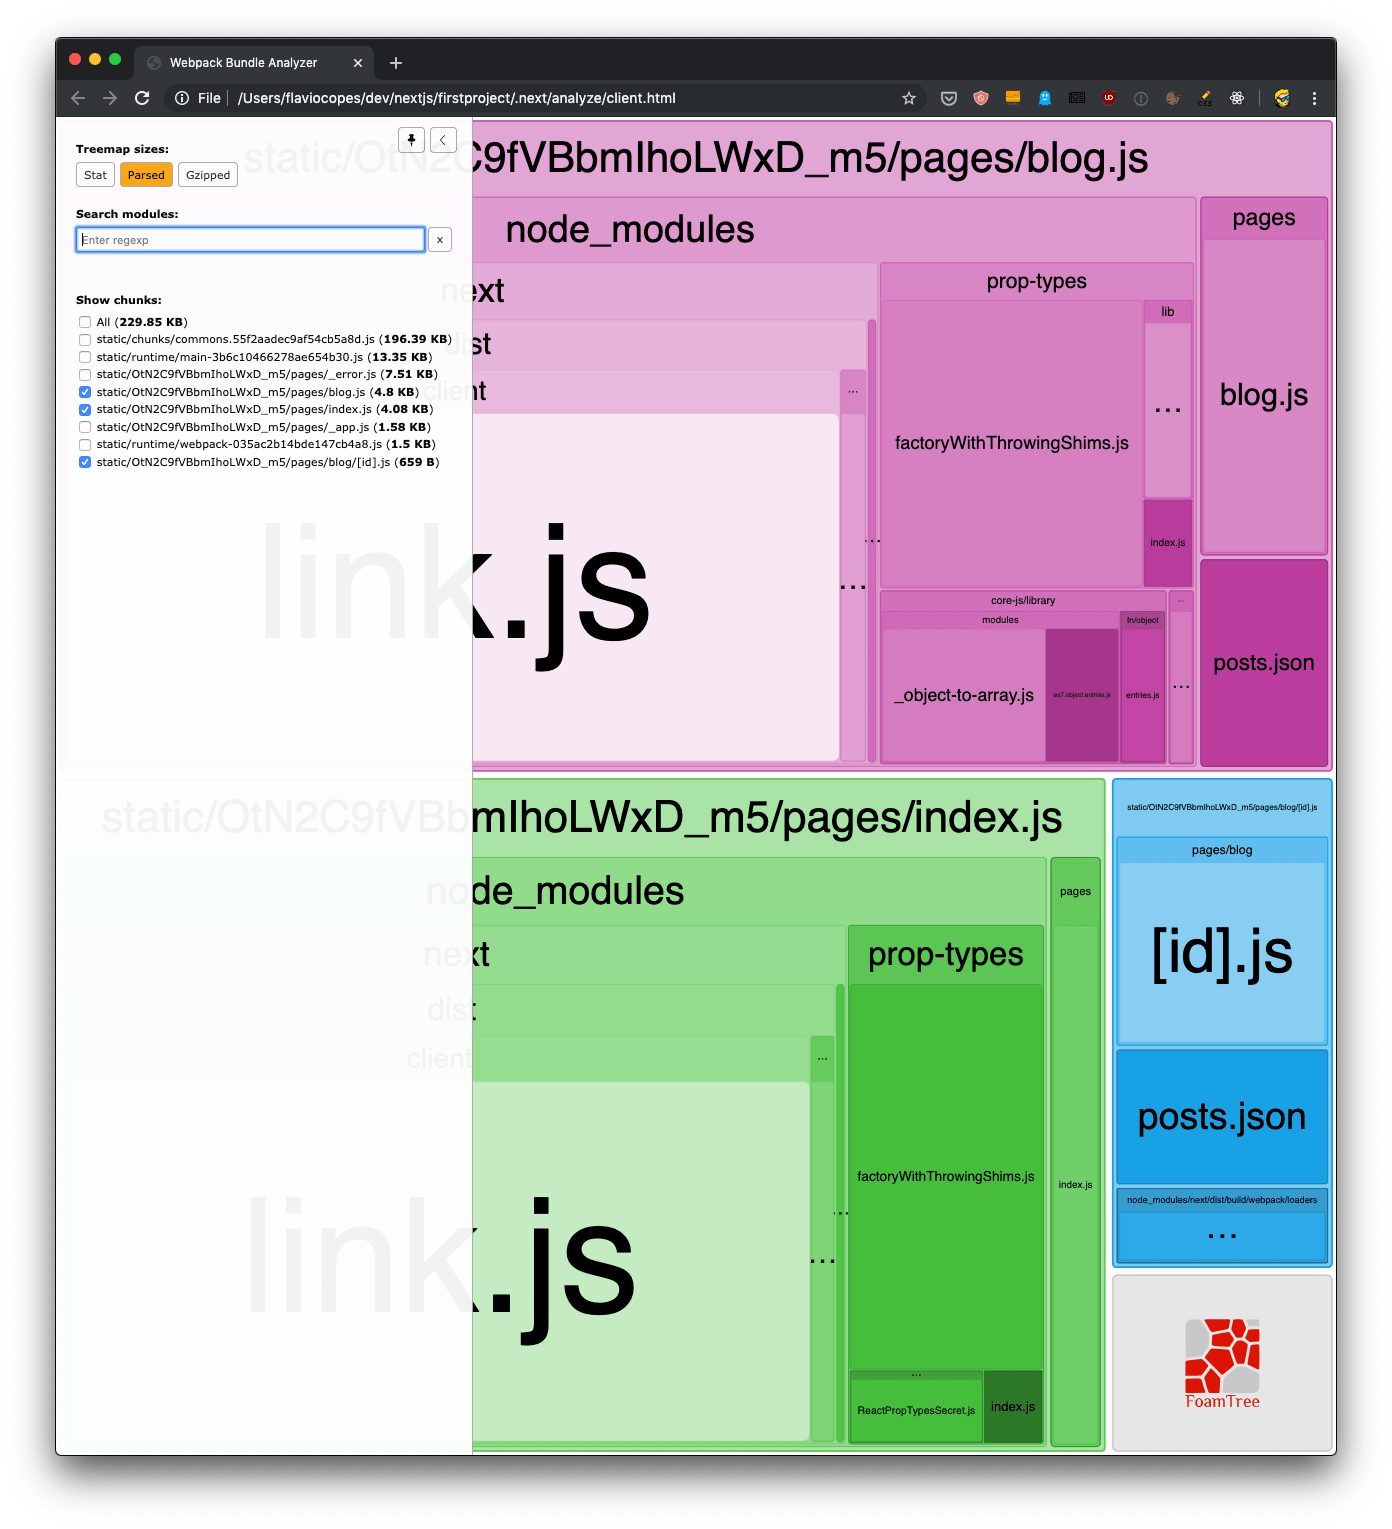 Webpack Bundle Analyzer
File
/Users/flaviocopes/dev/nextjs/firstproject/.next/analyze/client.html
Treemap sizes:
Stat
Parsed
Gzipped
Search modules:
Enter regexp
x
Show chunks:
All (229.85 KB)
static/chunks/commons.55f2aadec9af54cb5a8d.js (196.39 KB)
static/runtime/main-3b6c10466278ae654b30.js (13.35 KB)
static/OtN2C9fVBbmIhoLWxD_m5/pages/_error.js (7.51 KB)
static/OtN2C9fVBbmIhoLWxD_m5/pages/blog.js (4.8 KB)
static/OtN2C9fVBbmIhoLWxD_m5/pages/index.js (4.08 KB)
static/OtN2C9fVBbmIhoLWxD_m5/pages/_app.js (1.58 KB)
static/runtime/webpack-035ac2b14bde147cb4a8.js (1.5 KB)
static/OtN2C9fVBbmIhoLWxD_m5/pages/blog/[id].js (659 B)
static/OtN2C9fVBbmIhoLWxD_m5/pages/blog.js
node_modules
next
dist
client
...
link.js
...
...
prop-types
factoryWithThrowingShims.js
lib
...
index.js
core-js/library
modules
_object-to-array.js
es7.object.entries.js
fn/object
entries.js
...
...
pages
blog.js
posts.json
static/OtN2C9fVBbmIhoLWxD_m5/pages/index.js
node_modules
next
dist
client
...
link.js
...
...
prop-types
factoryWithThrowingShims.js
...
ReactPropTypesSecret.js
index.js
pages
index.js
static/OtN2C9fVBbmIhoLWxD_m5/pages/blog/[id].js
pages/blog
[id].js
posts.json
node_modules/next/dist/build/webpack/loaders
...
FoamTree